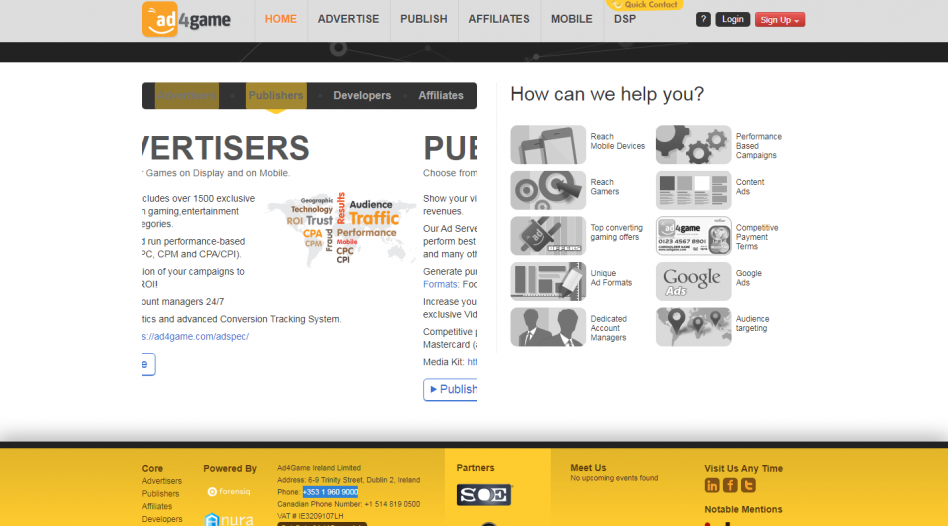 ad4game
HOME
ADVERTISE
PUBLISH
AFFILIATES
MOBILE
DSP
Quick Contact
?
Login
Sign Up
Publishers
Developers
Affiliates
VERTISERS
Games on Display and on Mobile.
cludes over 1500 exclusive
n gaming,entertainment
egories.
d run performance-based
PC, CPM and CPA/CPI).
ion of your campaigns to
ROI!
ount managers 24/7
tics and advanced Conversion Tracking System.
s://ad4game.com/adspec/
e
Geographic
Technology
ROI Trust
CPA
CPM
Fraud
Results
Audience
Traffic
Performance
Mobile
CPC
CPI
PUE
Choose from
Show your vi
revenues.
Our Ad Serve
perform best
and many oth
Generate pur
Formats: Foo
Increase you
exclusive Vid
Competitive p
Mastercard (a
Media Kit: htt
Publish
How can we help you?
Reach
Mobile Devices
Performance
Based
Campaigns
Reach
Gamers
Content
Ads
OFFERS
Top converting
gaming offers
ad4game
0123 4567 8901
Competitive
Payment
Terms
Unique
Ad Formats
Google
Ads
Google
Ads
Dedicated
Account
Managers
Audience
targeting
Core
Advertisers
Publishers
Affiliates
Developers
Powered By
forensiq
anura
Ad4Game Ireland Limited
Address: 6-9 Trinity Street, Dublin 2, Ireland
Phone: +353 1 960 9000
Canadian Phone Number: +1 514 819 0500
VAT # IE3209107LH
Partners
SOE
Meet Us
No upcoming events found
Visit Us Any Time
Notable Mentions